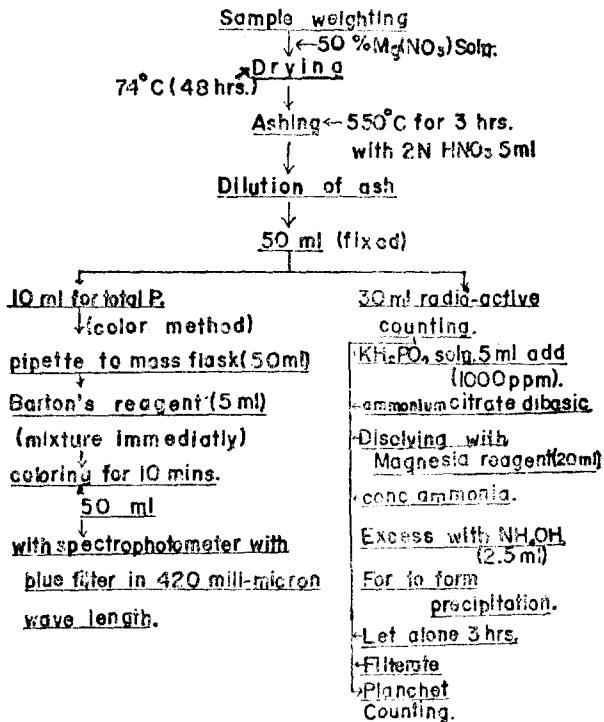 Sample weighting
←50 % Mg(NO₃) Solq.
Drying
74°C (48 hrs.)
Ashing ← 550°C for 3 hrs.
with 2N HNO₃ 5ml
Dilution of ash
50 ml (fixed)
10 ml for total P.
(color method)
pipette to mass flask (50ml)
Barton's reagent (5 ml)
(mixture immediatly)
coloring for 10 mins.
50 ml
with spectrophotometer with
blue filter in 420 mili-micron
wave length.
30 ml radio-active
counting.
KH₂PO₄ solq. 5 ml add
(1000 ppm).
ammonium citrate dibasic
Disolving with
Magnesia reagent (20ml)
conc ammonia.
Excess with NH₄OH
(2.5 ml)
For to form
precipitation.
Let alone 3 hrs.
Filterate
Planchet
Counting.